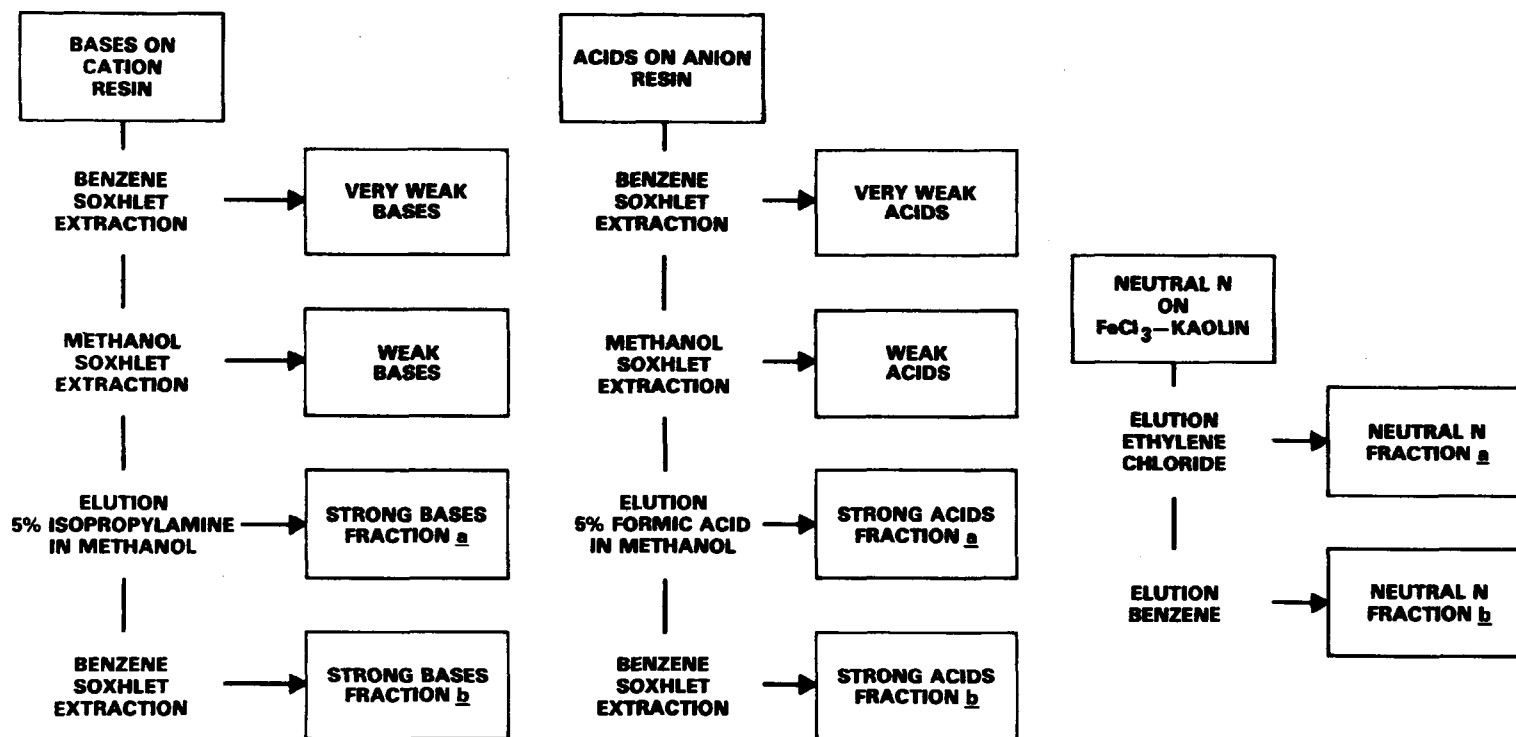 BASES ON
CATION
RESIN
BENZENE
SOXHLET
EXTRACTION
VERY WEAK
BASES
METHANOL
SOXHLET
EXTRACTION
WEAK
BASES
ELUTION
5% ISOPROPYLAMINE
IN METHANOL
STRONG BASES
FRACTION a
BENZENE
SOXHLET
EXTRACTION
STRONG BASES
FRACTION b
ACIDS ON ANION
RESIN
BENZENE
SOXHLET
EXTRACTION
VERY WEAK
ACIDS
METHANOL
SOXHLET
EXTRACTION
WEAK
ACIDS
ELUTION
5% FORMIC ACID
IN METHANOL
STRONG ACIDS
FRACTION a
BENZENE
SOXHLET
EXTRACTION
STRONG ACIDS
FRACTION b
NEUTRAL N
ON
FeCl3–KAOLIN
ELUTION
ETHYLENE
CHLORIDE
NEUTRAL N
FRACTION a
ELUTION
BENZENE
NEUTRAL N
FRACTION b